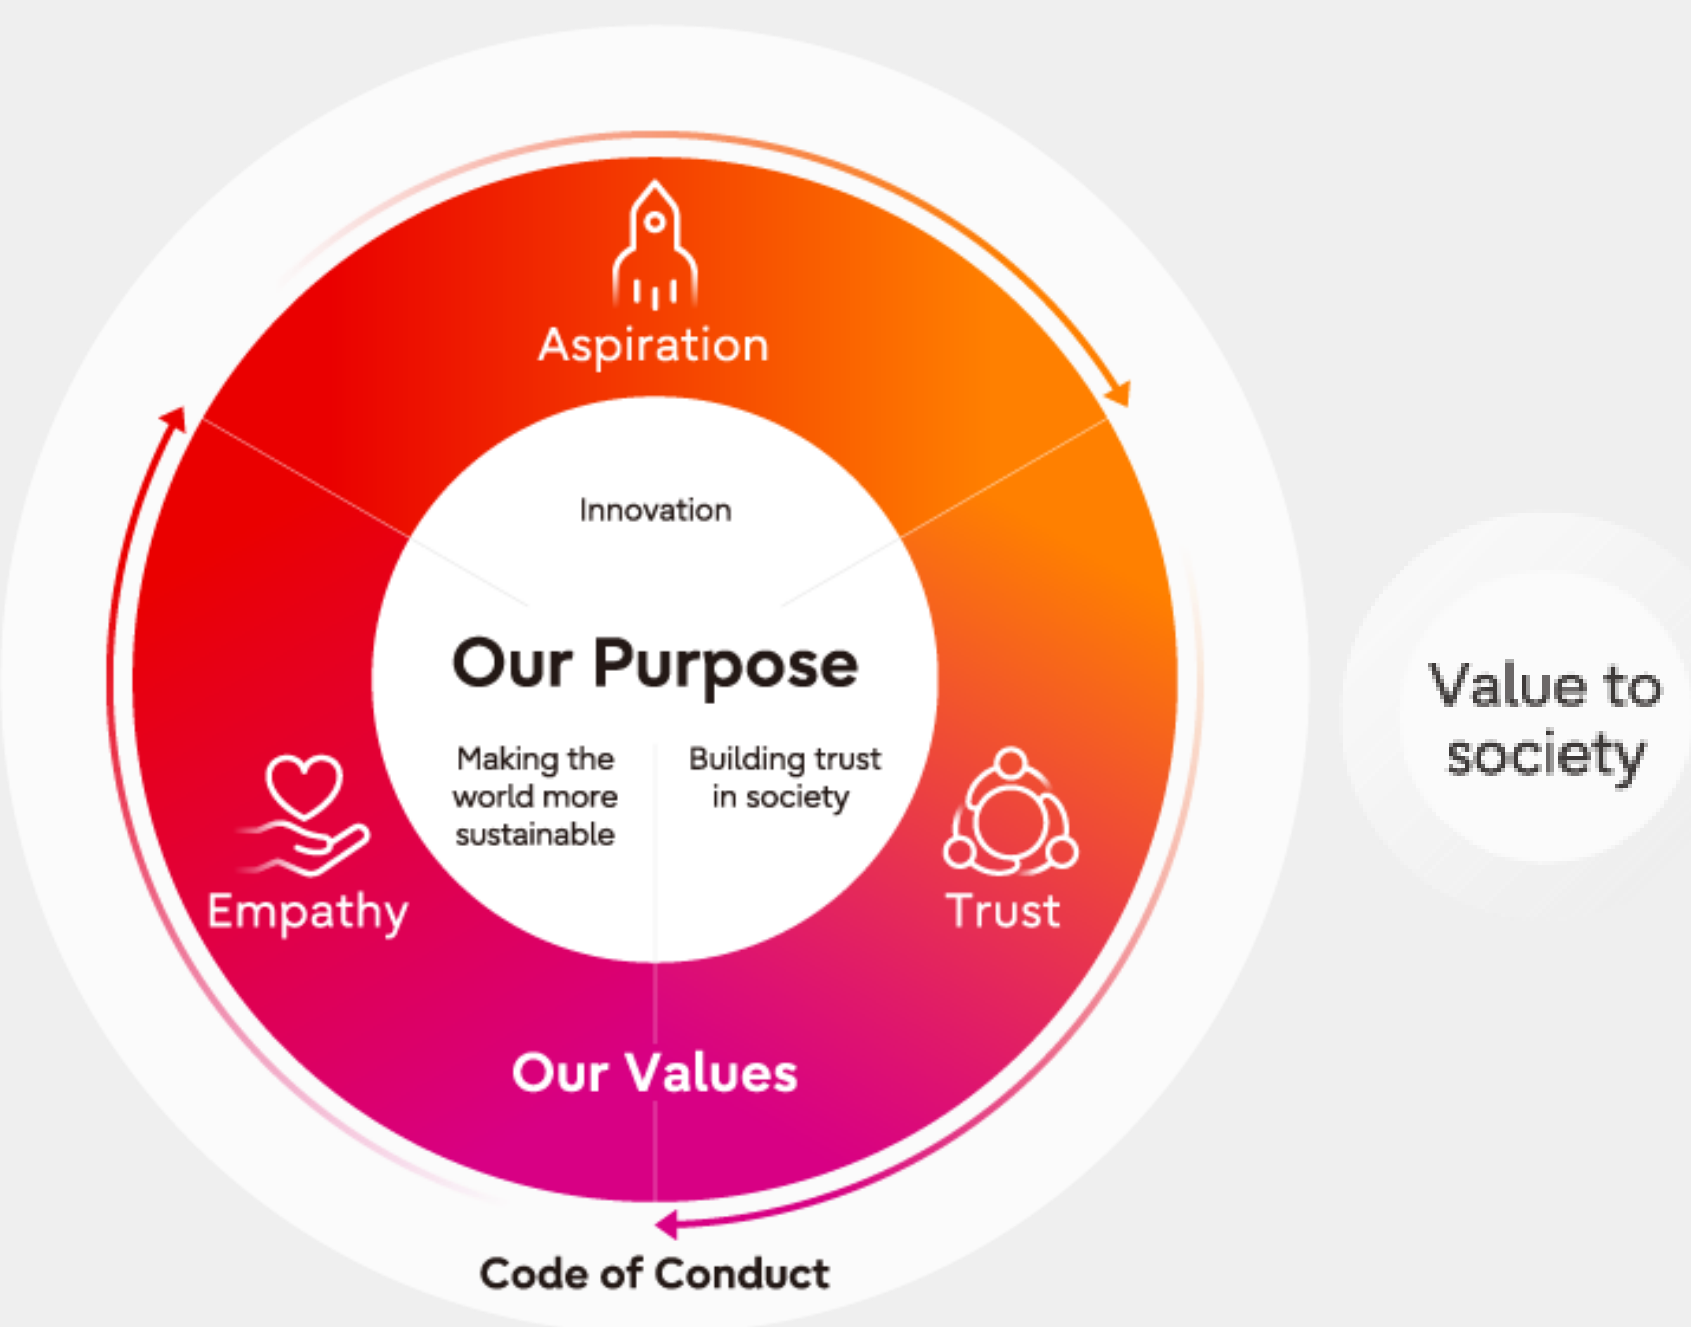 Aspiration
Innovation
Our Purpose
Making the
world more
sustainable
Building trust
in society
Empathy
Trust
Our Values
Code of Conduct
Value to
society